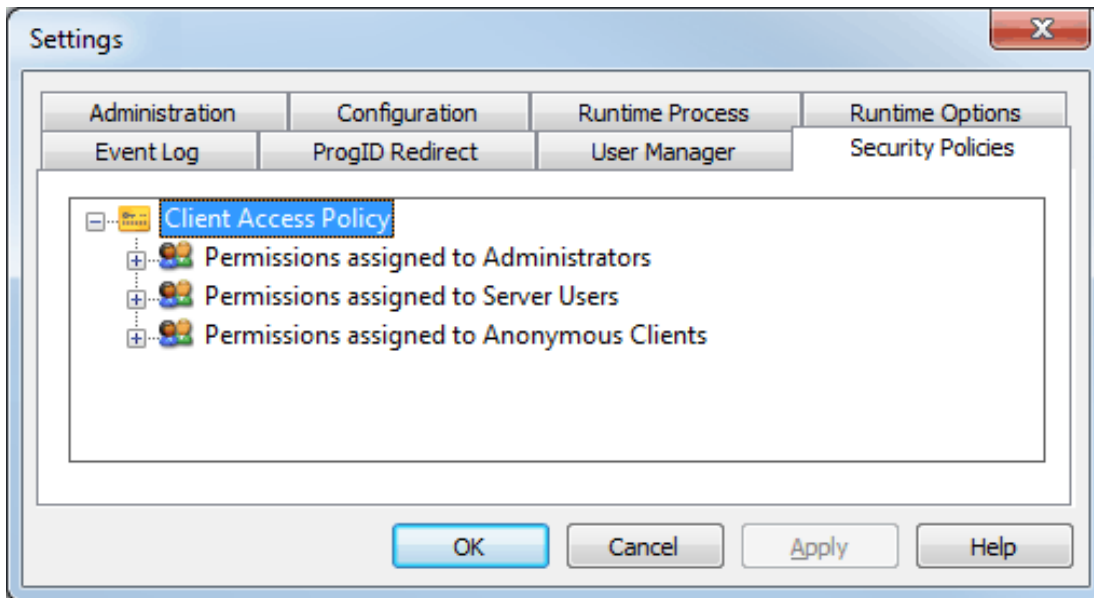 Settings
Administration Configuration Runtime Process Runtime Options
Event Log ProgID Redirect User Manager Security Policies
Client Access Policy
Permissions assigned to Administrators
Permissions assigned to Server Users
Permissions assigned to Anonymous Clients
OK Cancel Apply Help